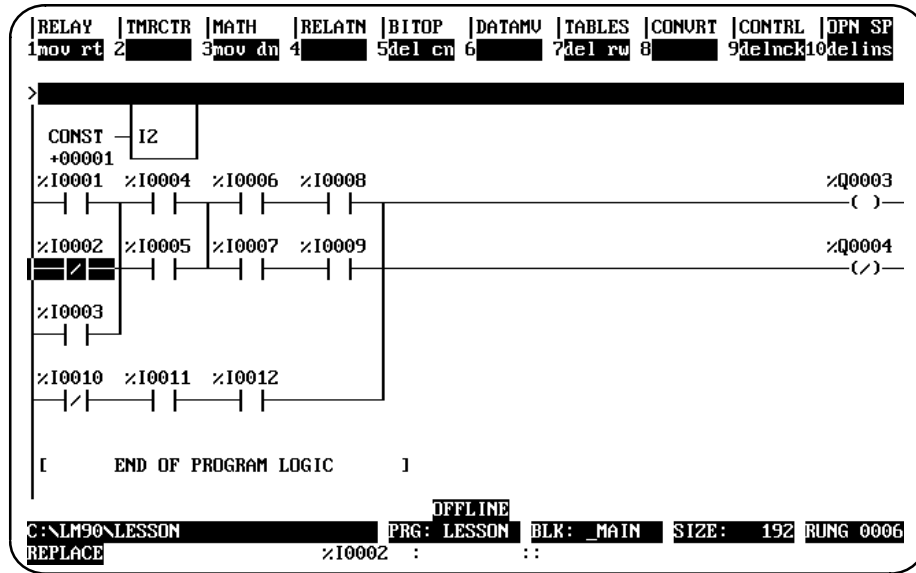 RELAY |TMRCTR |MATH |RELATN |BITOP |DATAMV |TABLES |CONVRT |CONTRL |OPN SP
1mov rt 2 3mov dn 4 5del cn 6 7del rw 8 9delnck10delins
>
CONST I2
+00001
%I0001 %I0004 %I0006 %I0008 %Q0003
%I0002 %I0005 %I0007 %I0009 %Q0004
%I0003
%I0010 %I0011 %I0012
[ END OF PROGRAM LOGIC ]
OFFLINE
C:\LM90\LESSON PRG: LESSON BLK: _MAIN SIZE: 192 RUNG 0006
REPLACE %I0002 : ::